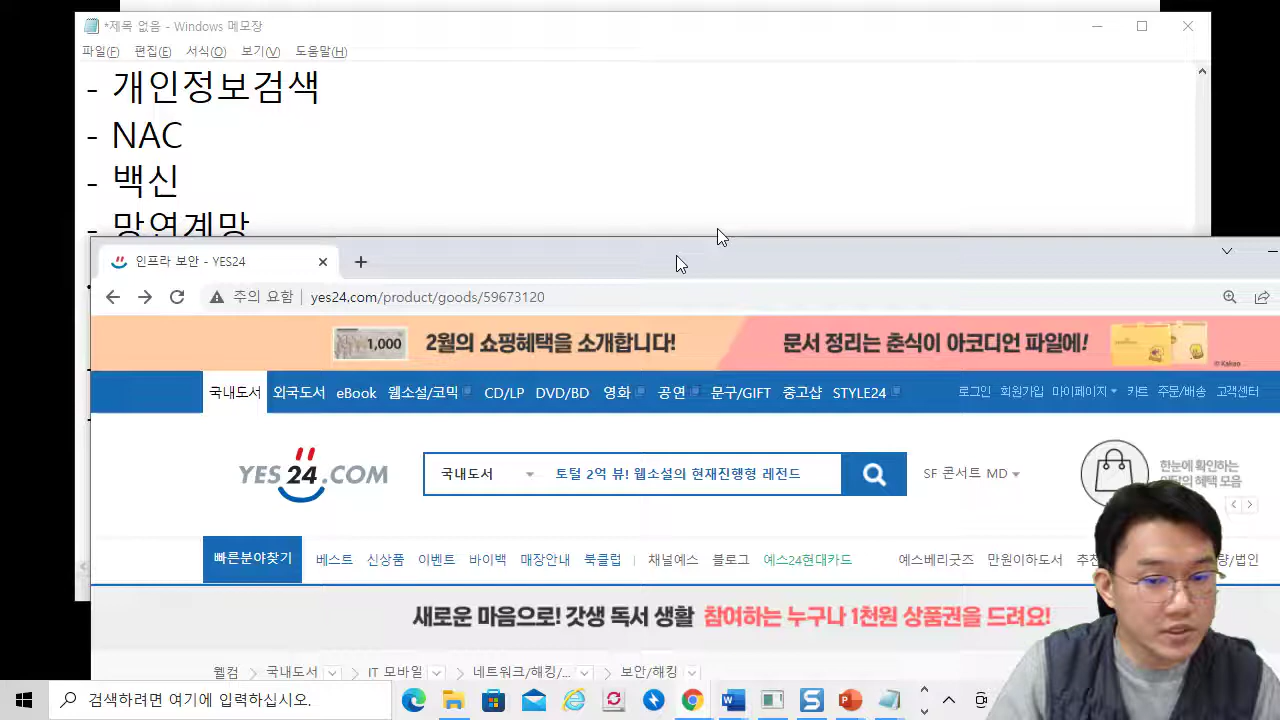 *제목 없음 - Windows 메모장
파일(F) 편집(E) 서식(O) 보기(V) 도움말(H)
- 개인정보검색
- NAC
- 백신
- 망연계망
인프라 보안 - YES24
주의 요함 yes24.com/product/goods/59673120
1,000 2월의 쇼핑혜택을 소개합니다! 문서 정리는 춘식이 아코디언 파일에! © Kakao
국내도서 외국도서 eBook 웹소설/코믹 CD/LP DVD/BD 영화 공연 문구/GIFT 중고샵 STYLE24 로그인 회원가입 마이페이지 카트 주문/배송 고객센터
YES24.COM 국내도서 토털 2억 뷰! 웹소설의 현재진행형 레전드 SF 콘서트 MD 한눈에 확인하는
혜택 모음
빠른분야찾기 베스트 신상품 이벤트 바이백 매장안내 북클럽 채널예스 블로그 예스24현대카드 예스베리굿즈 만원이하도서 /법인
새로운 마음으로! 갓생 독서 생활 참여하는 누구나 1천원 상품권을 드려요!
웰컴 국내도서 IT 모바일 네트워크/해킹/... 보안/해킹
검색하려면 여기에 입력하십시오.